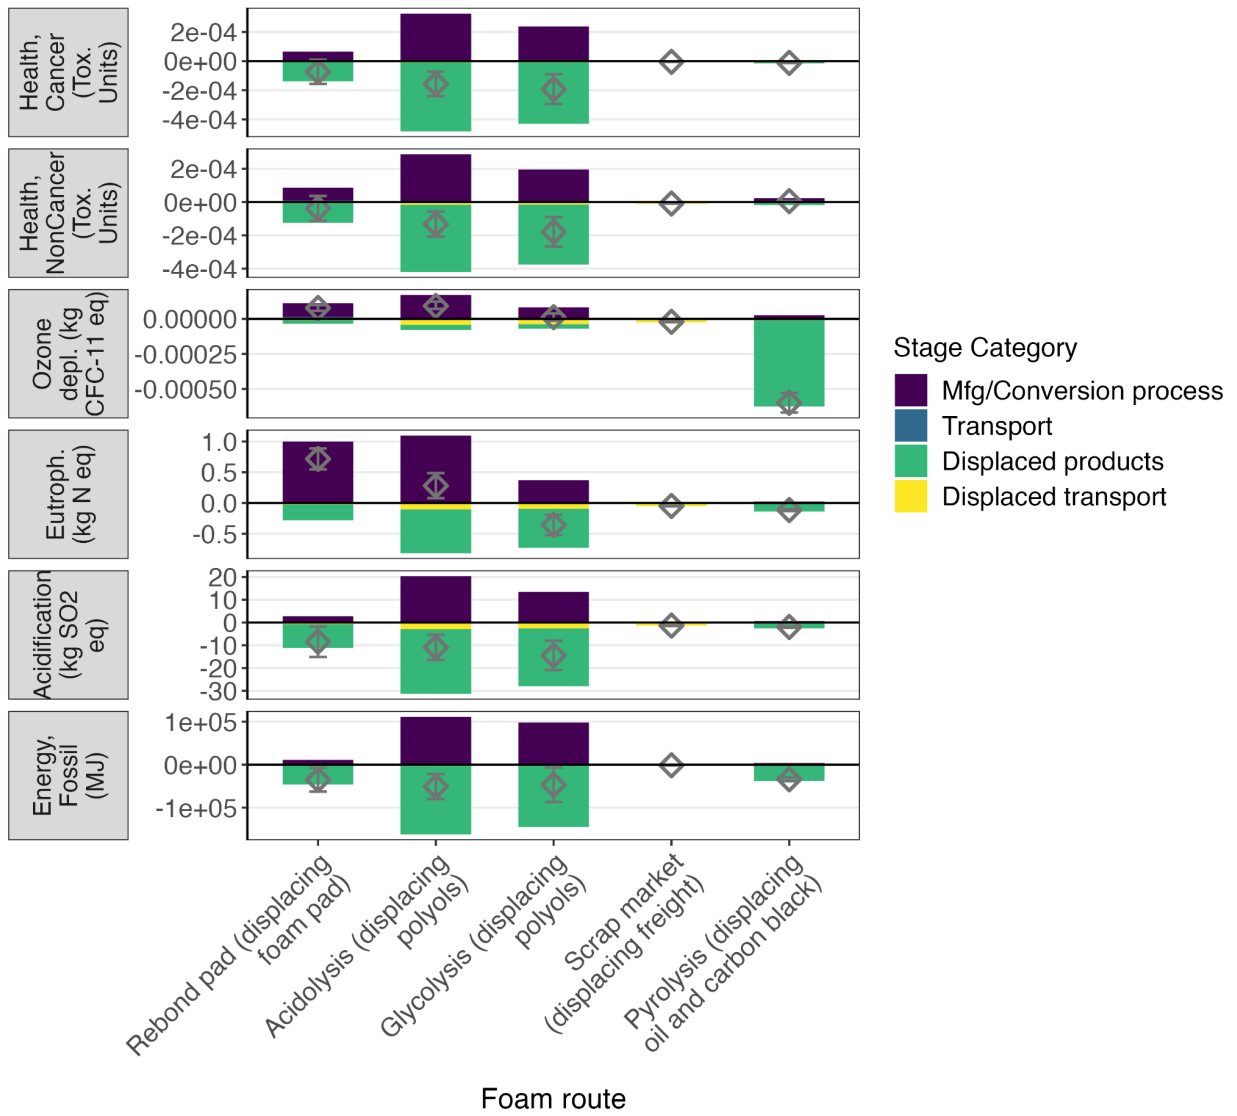 Health,
Cancer
(Tox.
Units)
2e-04
0e+00
-2e-04
-4e-04
Health,
NonCancer
(Tox.
Units)
2e-04
0e+00
-2e-04
-4e-04
Ozone
depl. (kg
CFC-11 eq)
0.00000
-0.00025
-0.00050
Eutroph.
(kg N eq)
1.0
0.5
0.0
-0.5
Acidification
(kg SO2
eq)
20
10
0
-10
-20
-30
Energy,
Fossil
(MJ)
1e+05
0e+00
-1e+05
Rebond pad (displacing
foam pad)
Acidolysis (displacing
polyols)
Glycolysis (displacing
polyols)
Scrap market
(displacing freight)
Pyrolysis (displacing
oil and carbon black)
Foam route
Stage Category
Mfg/Conversion process
Transport
Displaced products
Displaced transport